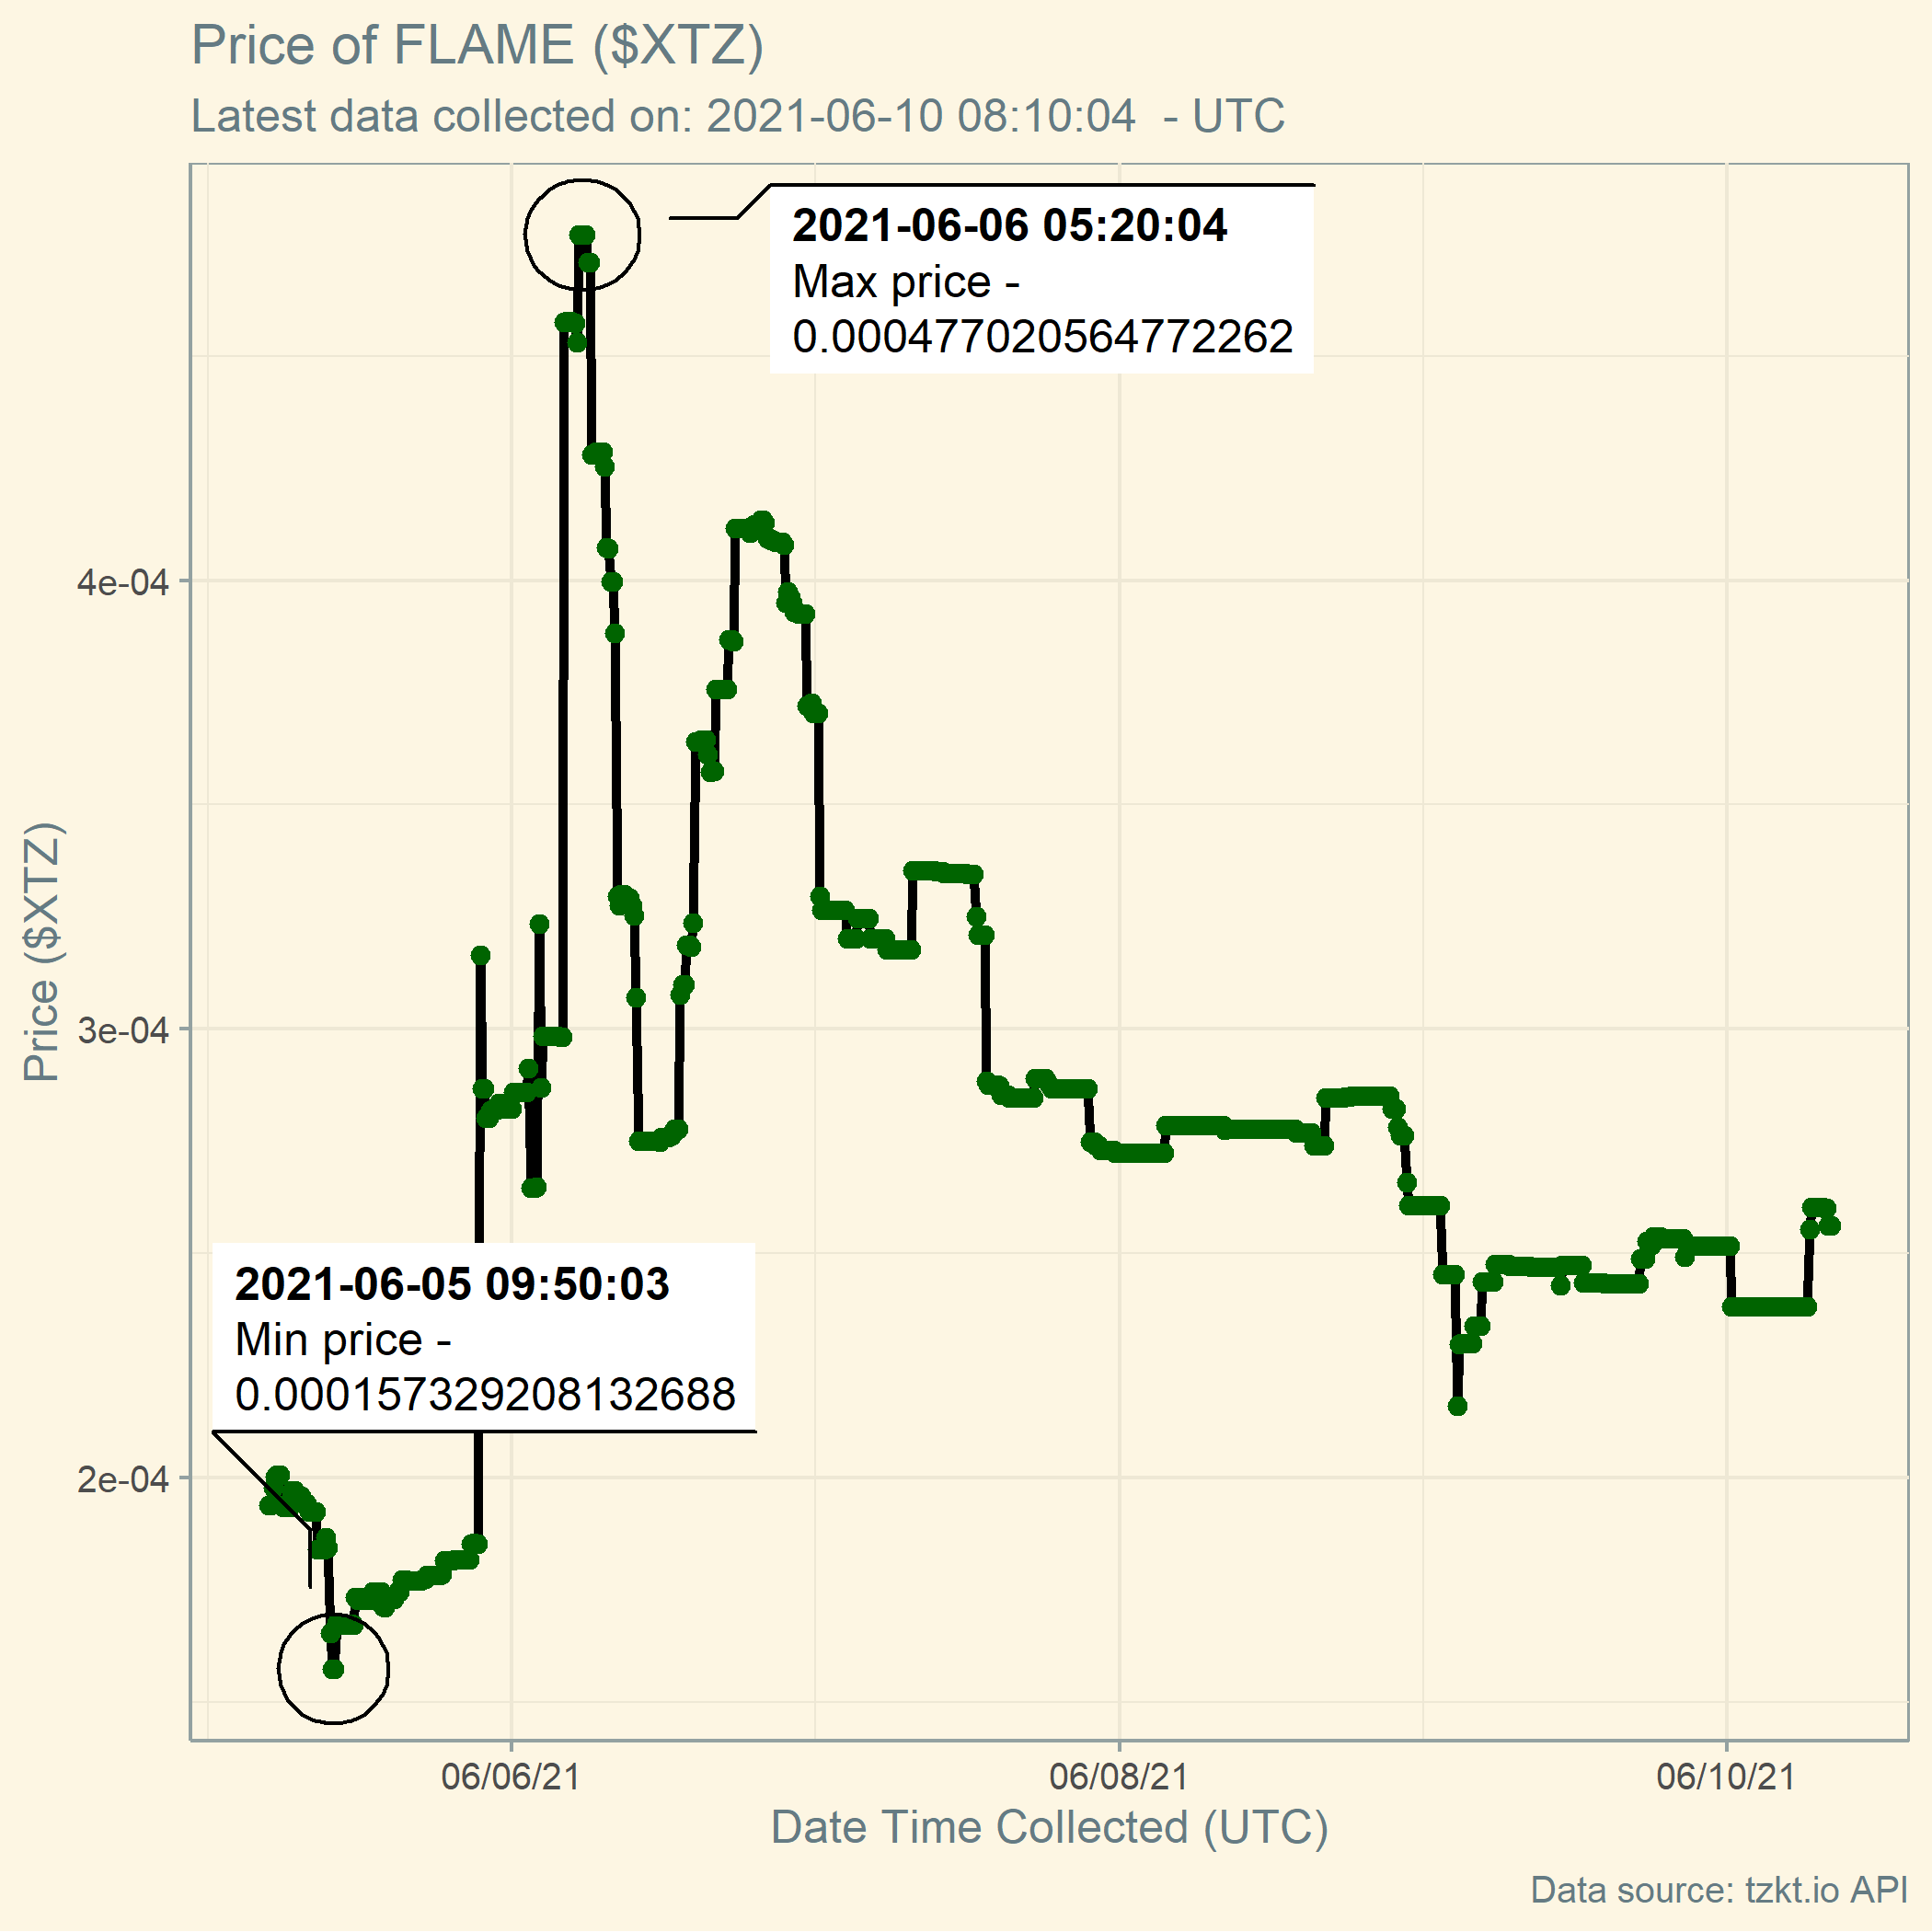 Price of FLAME ($XTZ)
Latest data collected on: 2021-06-10 08:10:04  - UTC
2021-06-06 05:20:04
Max price -
0.000477020564772262
4e-04
3e-04
2e-04
Price ($XTZ)
2021-06-05 09:50:03
Min price -
0.000157329208132688
06/06/21
06/08/21
06/10/21
Date Time Collected (UTC)
Data source: tzkt.io API